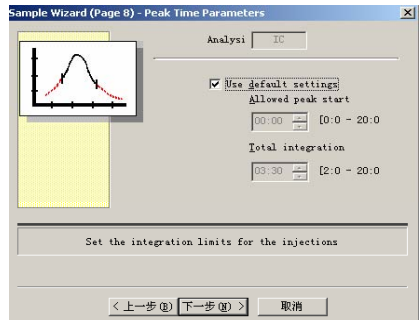 Sample Wizard (Page 8) - Peak Time Parameters
Analysi IC
Use default settings
Allowed peak start
00:00 [0:0 - 20:0
Total integration
03:30 [2:0 - 20:0
Set the integration limits for the injections
< 上一步(B) 下一步(N) > 取消